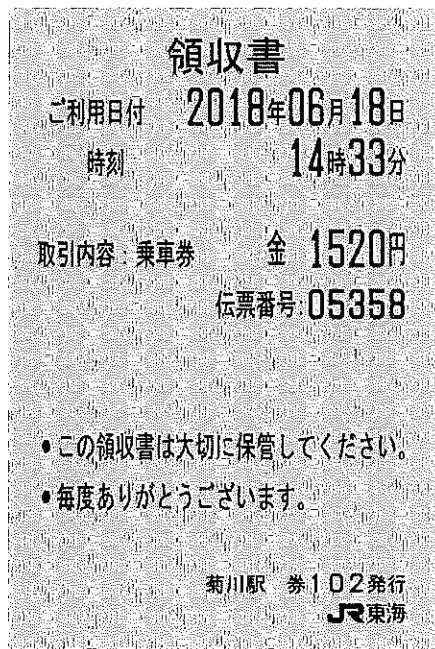 領収書
ご利用日付 2018年06月18日
時刻 14時33分
取引内容：乗車券 金 1520円
伝票番号:05358
•この領収書は大切に保管してください。
•毎度ありがとうございます。
菊川駅 券102発行
JR東海